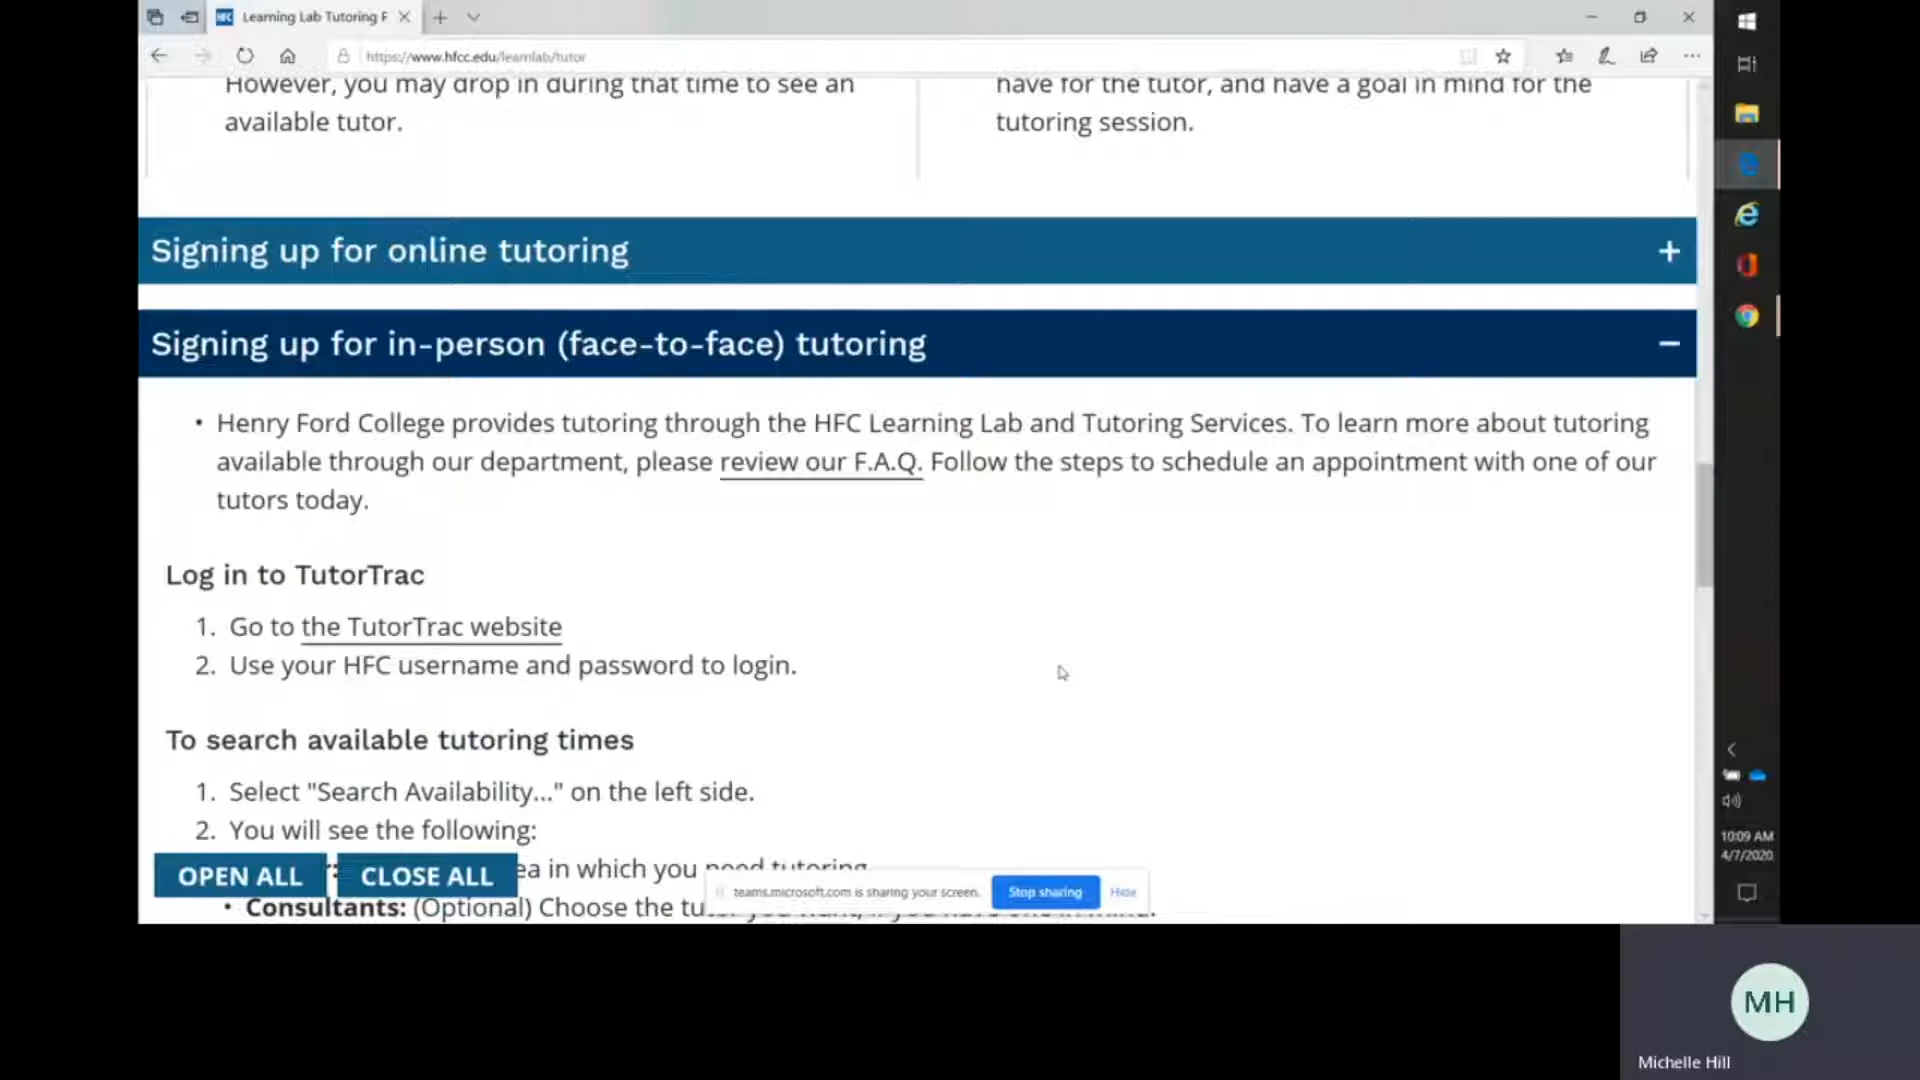 Learning Lab Tutoring F
https://www.hfcc.edu/learnlab/tutor
However, you may drop in during that time to see an
available tutor.
have for the tutor, and have a goal in mind for the
tutoring session.
Signing up for online tutoring
Signing up for in-person (face-to-face) tutoring
• Henry Ford College provides tutoring through the HFC Learning Lab and Tutoring Services. To learn more about tutoring
available through our department, please review our F.A.Q. Follow the steps to schedule an appointment with one of our
tutors today.
Log in to TutorTrac
1. Go to the TutorTrac website
2. Use your HFC username and password to login.
To search available tutoring times
1. Select "Search Availability..." on the left side.
2. You will see the following:
OPEN ALL
CLOSE ALL
in which you need tutoring
teams.microsoft.com is sharing your screen.
Stop sharing
Hide
• Consultants: (Optional) Choose the
10:09 AM
4/7/2020
MH
Michelle Hill